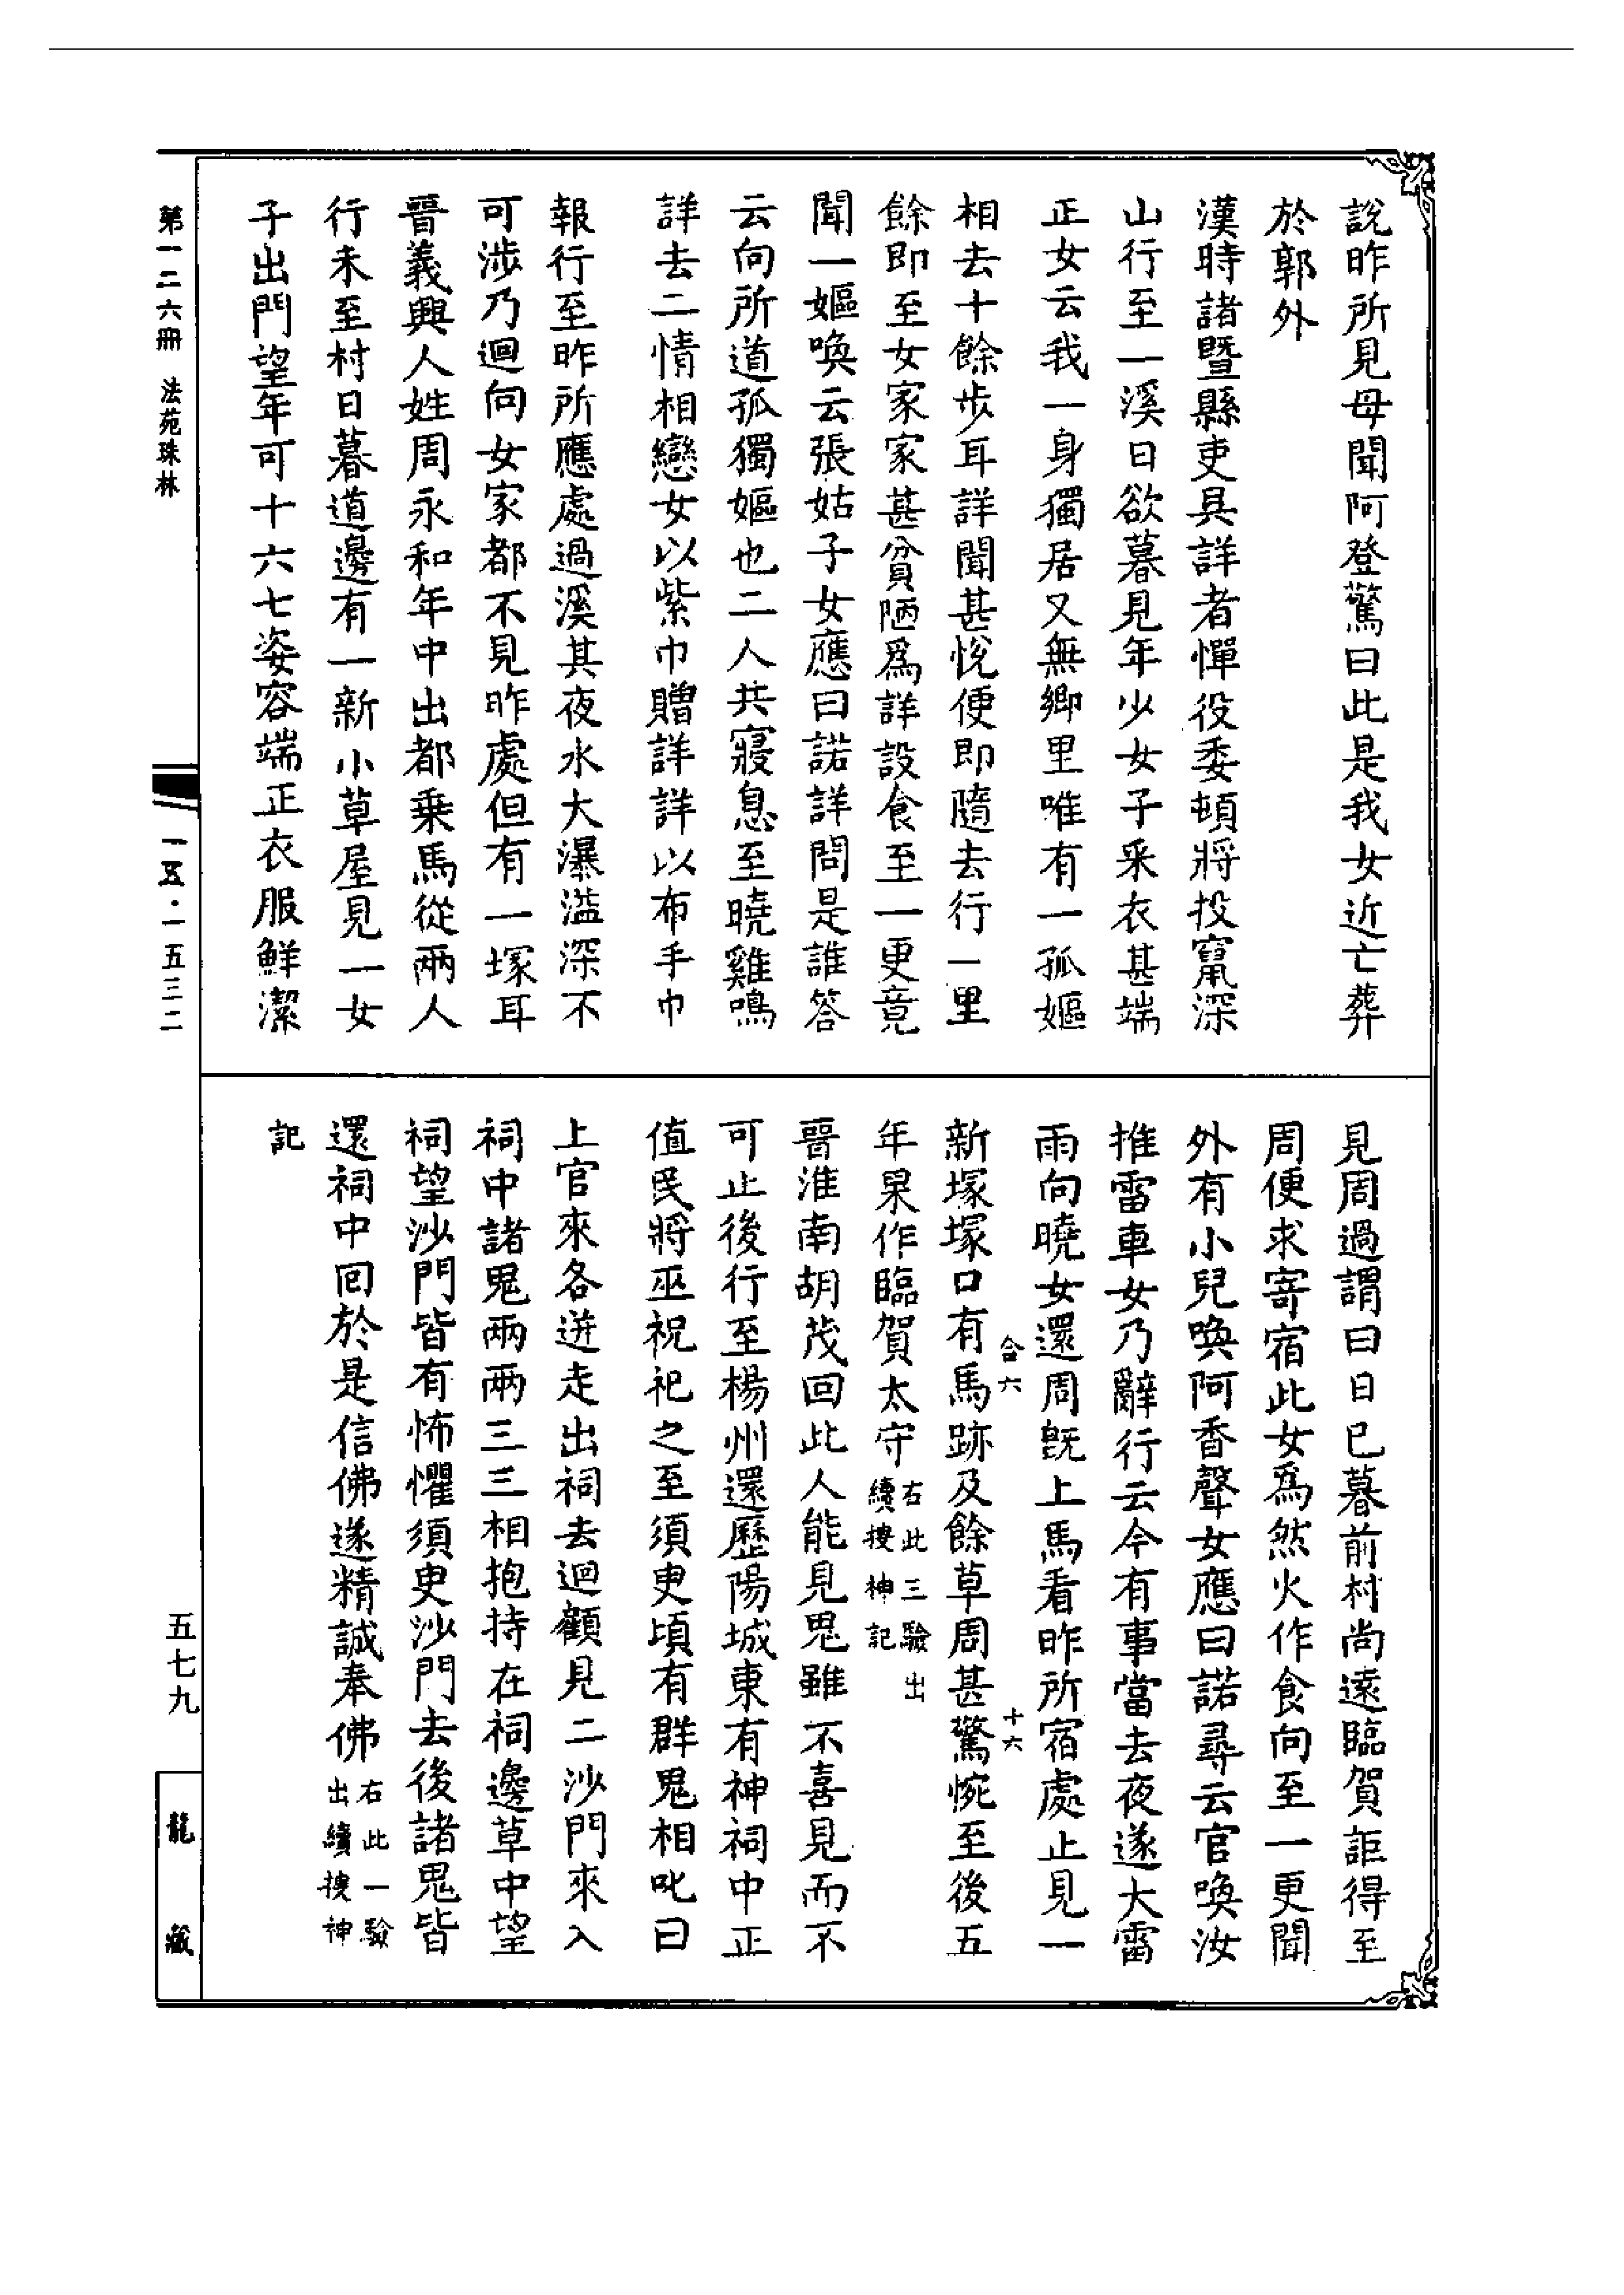 說昨所見母聞阿登驚曰此是我女近亡葬
於郭外
漢時諸暨縣吏具詳者憚役委頓將投竄深
山行至一溪日欲暮見年少女子采衣甚端
正女云我一身獨居又無鄉里唯有一孤嫗
相去十餘步耳詳聞甚悅便即隨去行一里
餘即至女家家甚貧陋為詳設食至一更竟
聞一嫗喚云張姑子女應曰諾詳問是誰答
云向所道孤獨嫗也二人共寢息至曉雞鳴
詳去二情相戀女以紫巾贈詳詳以布手巾
報行至昨所應處過溪其夜水大瀑溢深不
可涉乃迴向女家都不見昨處但有一塚耳
晉義興人姓周永和年中出都乗馬從兩人
行未至村日暮道邊有一新小草屋見一女
子出門望年可十六七姿容端正衣服鮮潔
見周過謂曰日已暮前村尚遠臨賀詎得至
周便求寄宿此女為然火作食向至一更聞
外有小兒喚阿香聲女應曰諾尋云官喚汝
推雷車女乃辭行云今有事當去夜遂大雷
雨向曉女還周既上馬看昨所宿處止見一
合六
十六
新塚塚口有馬跡及餘草周甚驚惋至後五
年果作臨賀太守右此三驗出續搜神記
晉淮南胡茂回此人能見鬼雖不喜見而不
可止後行至楊州還歷陽城東有神祠中正
值民將巫祝祀之至須臾頃有群鬼相叱曰
上官來各迸走出祠去迴顧見二沙門來入
祠中諸鬼兩兩三三相抱持在祠邊草中望
祠望沙門皆有怖懼須臾沙門去後諸鬼皆
還祠中回於是信佛遂精誠奉佛右此一驗出續搜神
記
第一二六冊 法苑珠林
一五·一五三二
五七九
龍藏